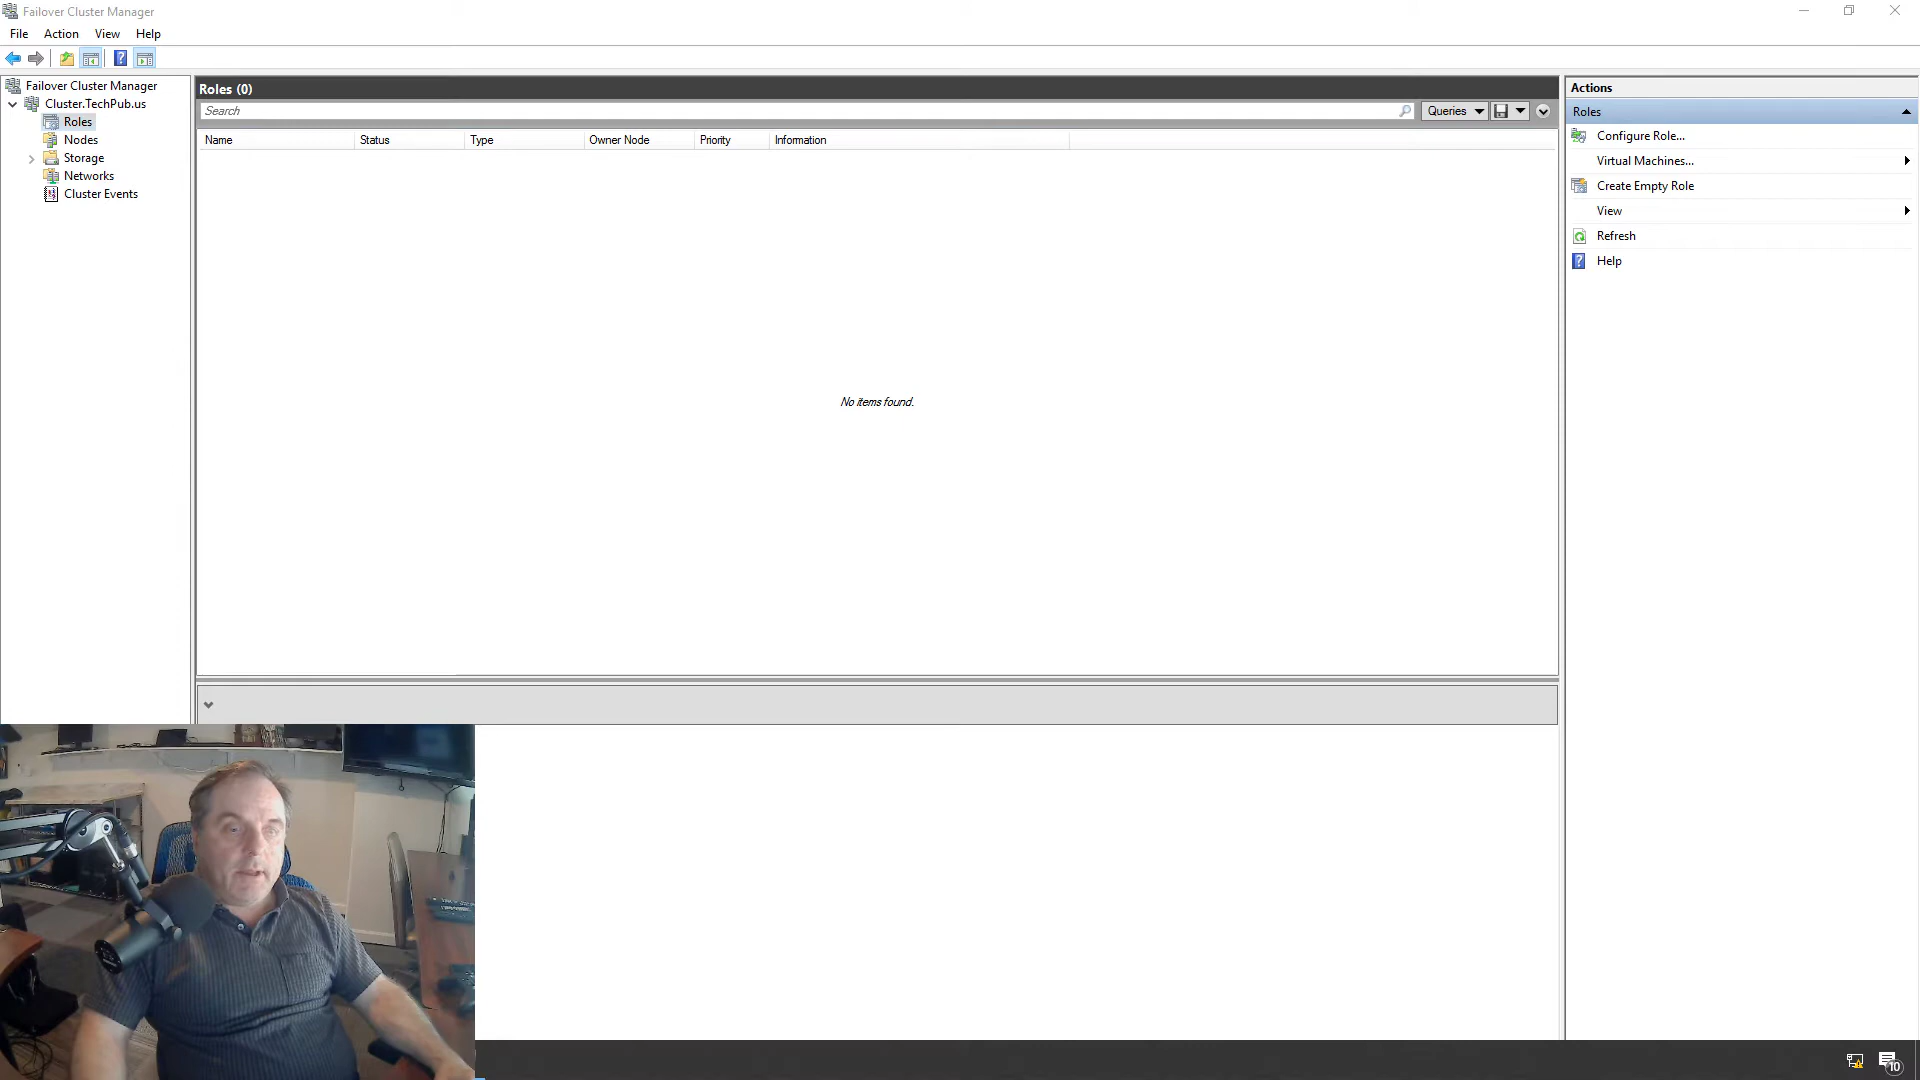 Failover Cluster Manager
File Action View Help
Failover Cluster Manager
Cluster.TechPub.us
Roles
Nodes
Storage
Networks
Cluster Events
Roles (0)
Search
Queries
Name Status Type Owner Node Priority Information
No items found.
Actions
Roles
Configure Role...
Virtual Machines...
Create Empty Role
View
Refresh
Help
10